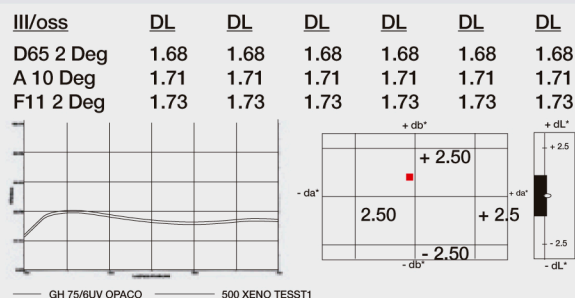 III/oss DL DL DL DL DL DL
D65 2 Deg 1.68 1.68 1.68 1.68 1.68 1.68
A 10 Deg 1.71 1.71 1.71 1.71 1.71 1.71
F11 2 Deg 1.73 1.73 1.73 1.73 1.73 1.73
+ db*
+ dL*
+ 2.50
+ 2.5
- da*
+ da*
2.50
+ 2.5
- 2.50
- 2.5
- db*
- dL*
GH 75/6UV OPACO
500 XENO TESST1